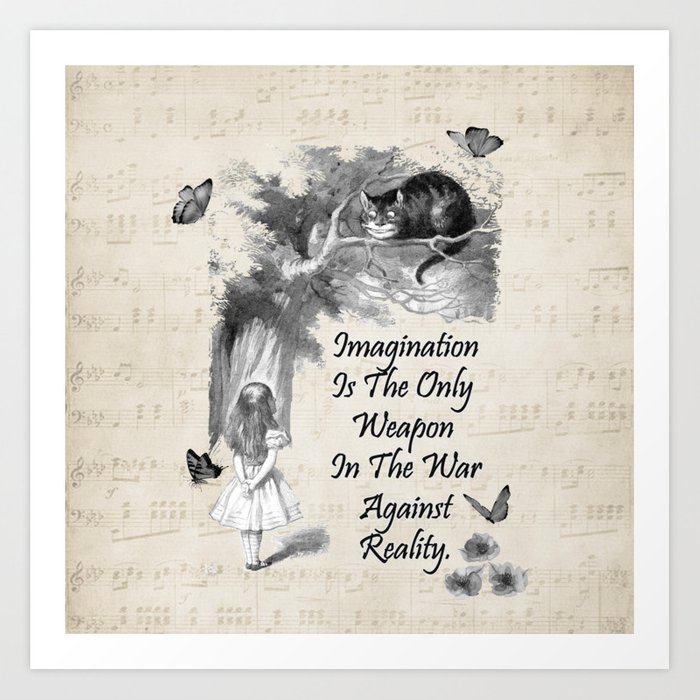 Imagination
Is The Only
Weapon
In The War
Against
Reality.